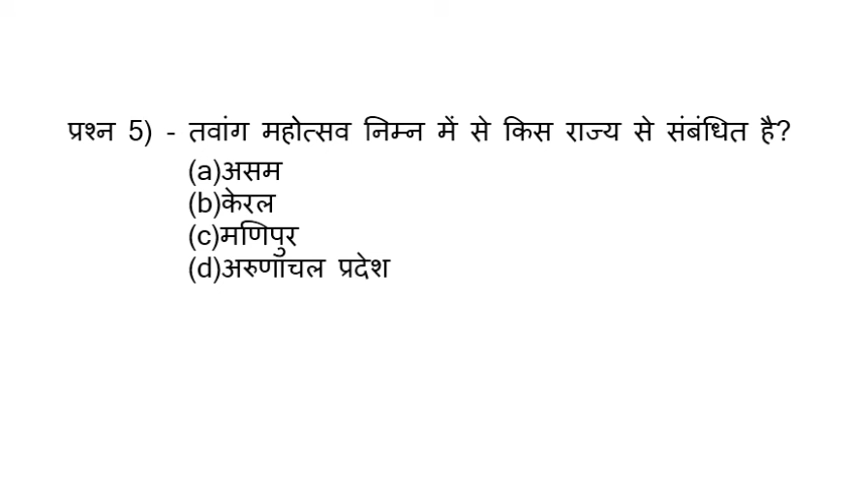 प्रश्न 5) - तवांग महोत्सव निम्न में से किस राज्य से संबंधित है?
(a)असम
(b)केरल
(c)मणिपुर
(d)अरुणाचल प्रदेश